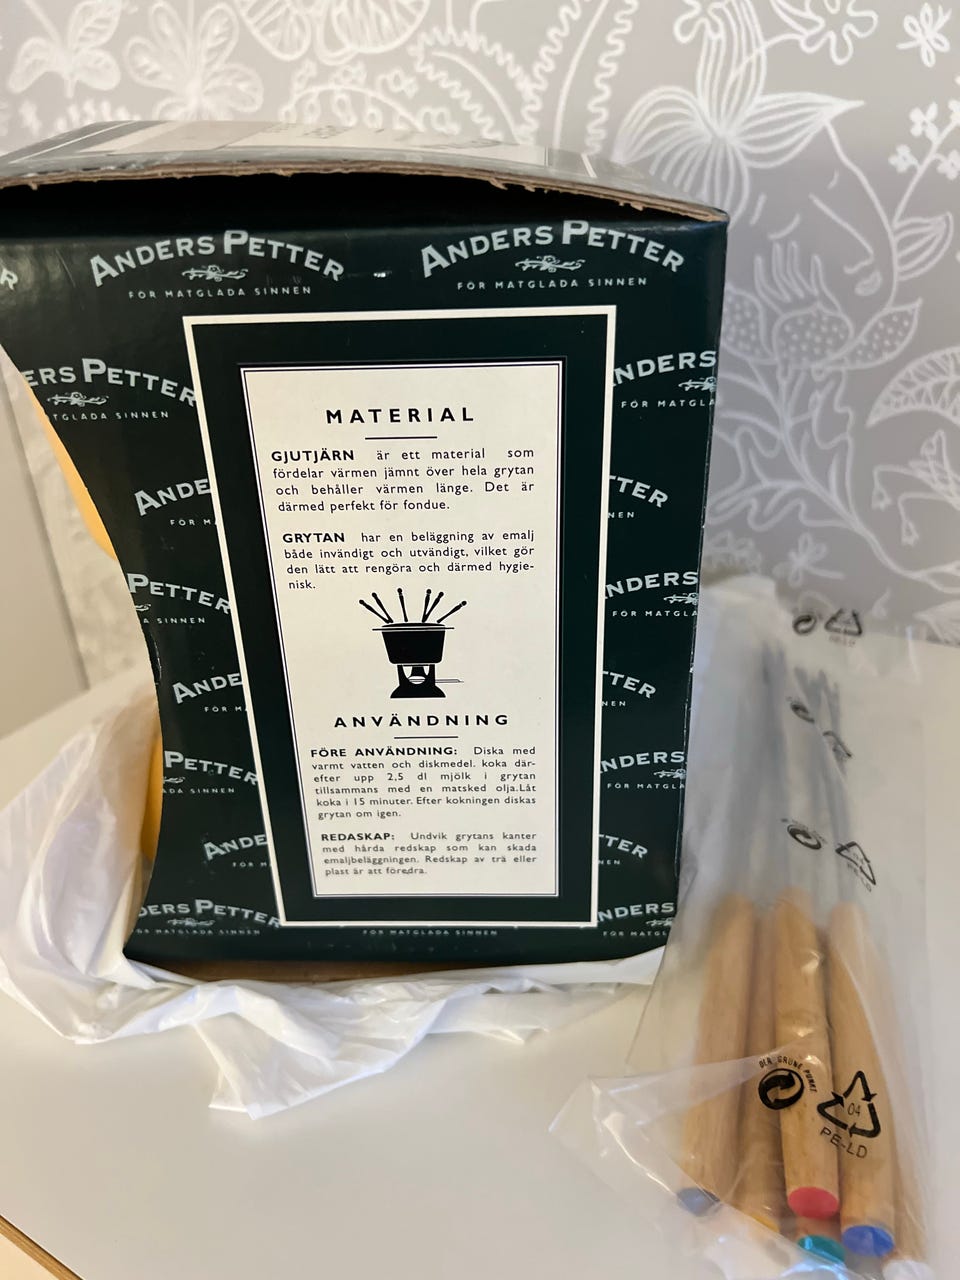 ANDERS PETTER
FÖR MATGLADA SINNEN
ANDERS PETTER
FÖR MATGLADA SINNEN
MATERIAL
GJUTJÄRN är ett material som
fördelar värmen jämnt över hela grytan
och behåller värmen länge. Det är
därmed perfekt för fondue.
GRYTAN har en beläggning av emalj
både invändigt och utvändigt, vilket gör
den lätt att rengöra och därmed hygie-
nisk.
ANVÄNDNING
FÖRE ANVÄNDNING: Diska med
varmt vatten och diskmedel. koka där-
efter upp 2,5 dl mjölk i grytan
tillsammans med en matsked olja.Låt
koka i 15 minuter. Efter kokningen diskas
grytan om igen.
REDASKAP: Undvik grytans kanter
med hårda redskap som kan skada
emaljbeläggningen. Redskap av trä eller
plast är att föredra.
FÖR MATGLADA SINNEN
DER GRÜNE PUNKT
04
PE-LD